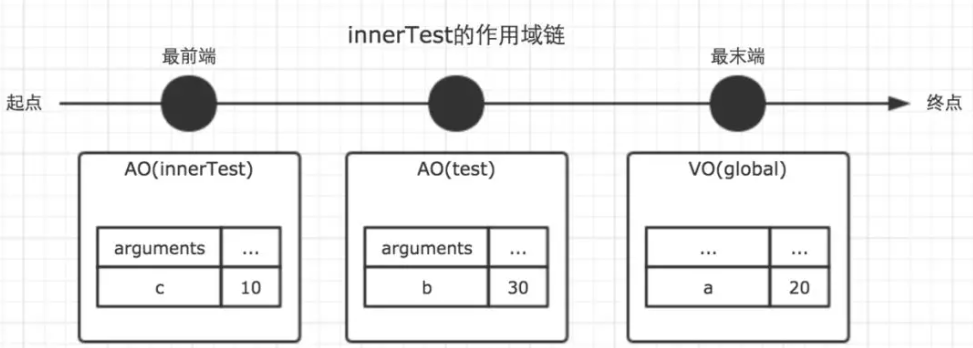 innerTest的作用域链
最前端
最末端
起点
终点
AO(innerTest)
arguments ...
c 10
AO(test)
arguments ...
b 30
VO(global)
... ...
a 20